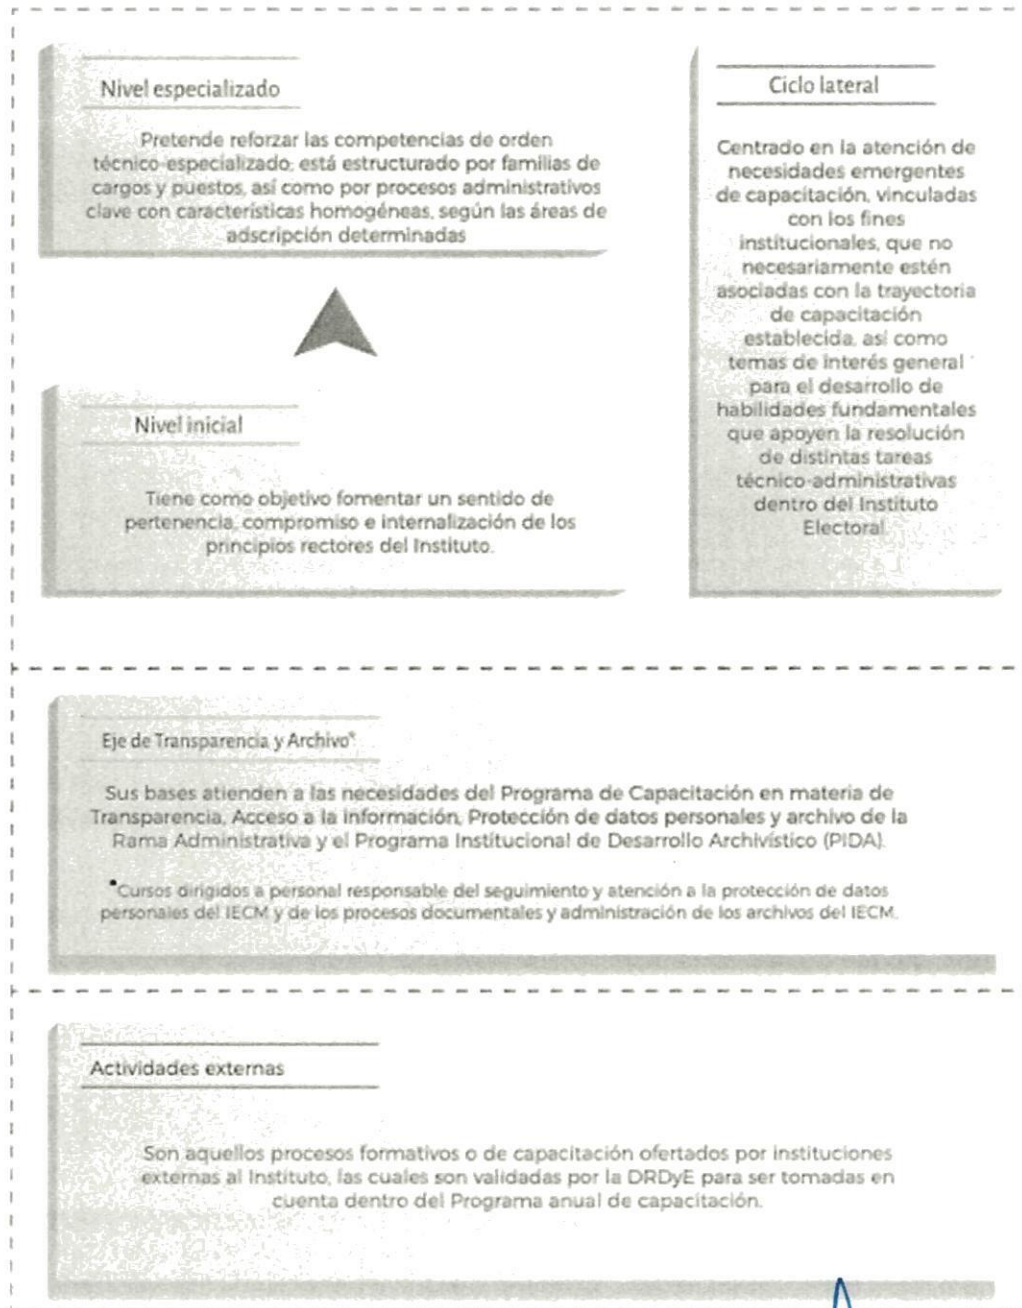 Nivel especializado
Pretende reforzar las competencias de orden
técnico-especializado, está estructurado por familias de
cargos y puestos, así como por procesos administrativos
clave con características homogéneas, según las áreas de
adscripción determinadas
Nivel inicial
Tiene como objetivo fomentar un sentido de
pertenencia, compromiso e internalización de los
principios rectores del Instituto.
Ciclo lateral
Centrado en la atención de
necesidades emergentes
de capacitación, vinculadas
con los fines
institucionales, que no
necesariamente estén
asociadas con la trayectoria
de capacitación
establecida, así como
temas de interés general
para el desarrollo de
habilidades fundamentales
que apoyen la resolución
de distintas tareas
técnico-administrativas
dentro del Instituto
Electoral.
Eje de Transparencia y Archivo*
Sus bases atienden a las necesidades del Programa de Capacitación en materia de
Transparencia, Acceso a la información, Protección de datos personales y archivo de la
Rama Administrativa y el Programa Institucional de Desarrollo Archivístico (PIDA).
*Cursos dirigidos a personal responsable del seguimiento y atención a la protección de datos
personales del IECM y de los procesos documentales y administración de los archivos del IECM.
Actividades externas
Son aquellos procesos formativos o de capacitación ofertados por instituciones
externas al Instituto, las cuales son validadas por la DRDyE para ser tomadas en
cuenta dentro del Programa anual de capacitación.